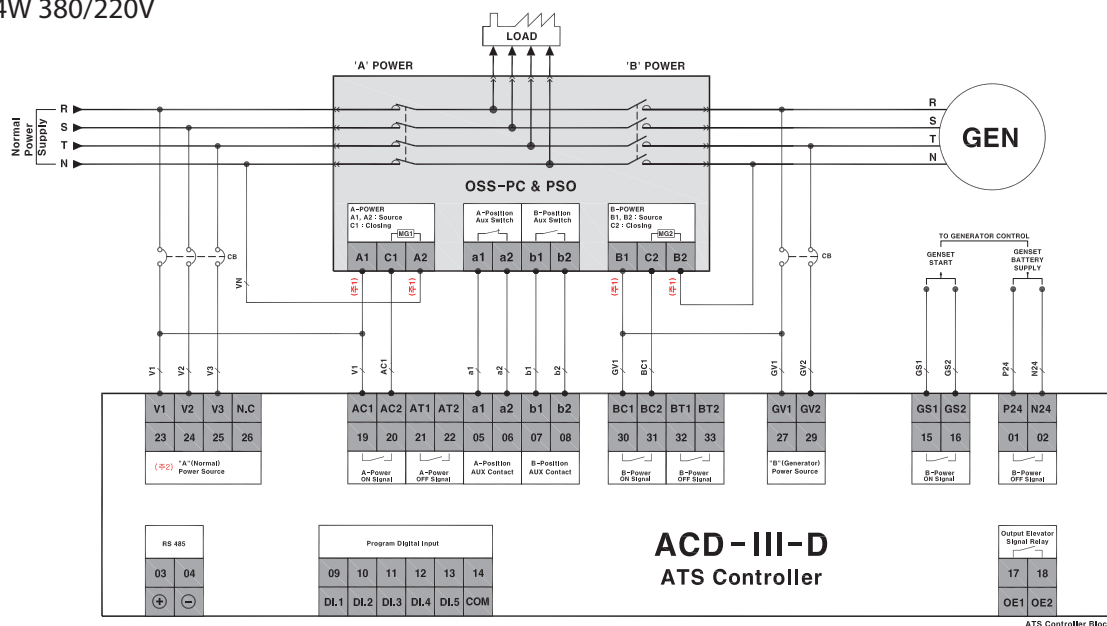 4W 380/220V
LOAD
'A' POWER
'B' POWER
Normal
Power
Supply
R
S
T
N
R
S
T
N
GEN
OSS-PC & PSO
A-POWER
A1, A2 : Source
C1 : Closing
MG1
A-Position
Aux Switch
B-Position
Aux Switch
B-POWER
B1, B2 : Source
C2 : Closing
MG2
A1 C1 A2 a1 a2 b1 b2 B1 C2 B2
TO GENERATOR CONTROL
GENSET
START
GENSET
BATTERY
SUPPLY
CB
CB
VN
(주1)
(주1)
(주1)
(주1)
V1 V2 V3 V1 AC1 a1 a2 b1 b2 GV1 BC1 GV1 GV2 GS1 GS2 P24 N24
V1 V2 V3 N.C AC1 AC2 AT1 AT2 a1 a2 b1 b2 BC1 BC2 BT1 BT2 GV1 GV2 GS1 GS2 P24 N24
23 24 25 26 19 20 21 22 05 06 07 08 30 31 32 33 27 29 15 16 01 02
(주2) "A"(Normal)
Power Source
A-Power
ON Signal
A-Power
OFF Signal
A-Position
AUX Contact
B-Position
AUX Contact
B-Power
ON Signal
B-Power
OFF Signal
"B"(Generator)
Power Source
B-Power
ON Signal
B-Power
OFF Signal
RS 485
03 04
+ −
Program Digital Input
09 10 11 12 13 14
DI.1 DI.2 DI.3 DI.4 DI.5 COM
ACD-III-D
ATS Controller
Output Elevator
Signal Relay
17 18
OE1 OE2
ATS Controller Bloc